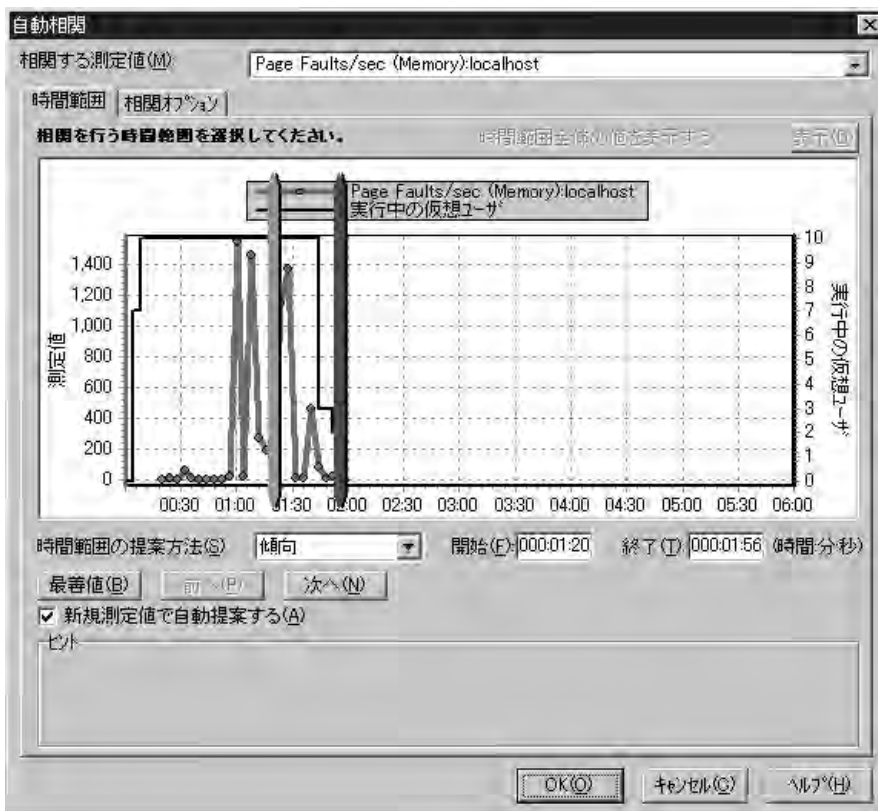 自動相関
相関する測定値(M) Page Faults/sec (Memory):localhost
時間範囲 相関オプション
相関を行う時間範囲を選択してください。 時間範囲全体の値を表示する 表示(D)
Page Faults/sec (Memory):localhost
実行中の仮想ユーザ
測定値
1,400
1,200
1,000
800
600
400
200
0
10
9
8
7
6
5
4
3
2
1
0
実行中の仮想ユーザ
00:30 01:00 01:30 02:00 02:30 03:00 03:30 04:00 04:30 05:00 05:30 06:00
時間範囲の提案方法(S) 傾向 開始(F): 000:01:20 終了(T): 000:01:56 (時間:分:秒)
最善値(B) 前へ(P) 次へ(N)
新規測定値で自動提案する(A)
ヒント
OK(O) キャンセル(C) ヘルプ(H)